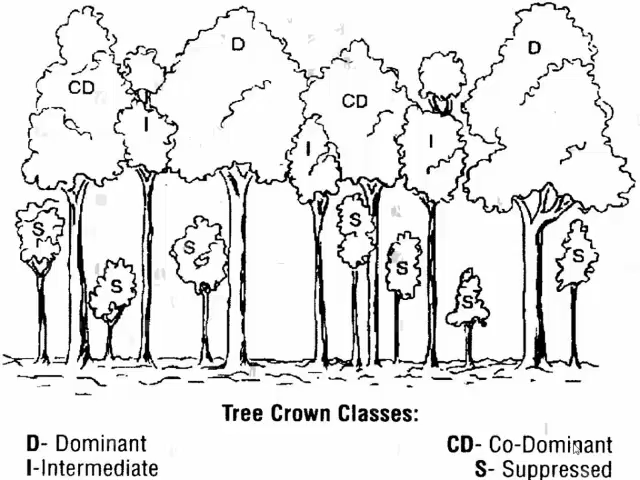 D
D
CD
CD
I
I
I
S
S
S
S
S
S
S
Tree Crown Classes:
D- Dominant
CD- Co-Dominant
I-Intermediate
S- Suppressed